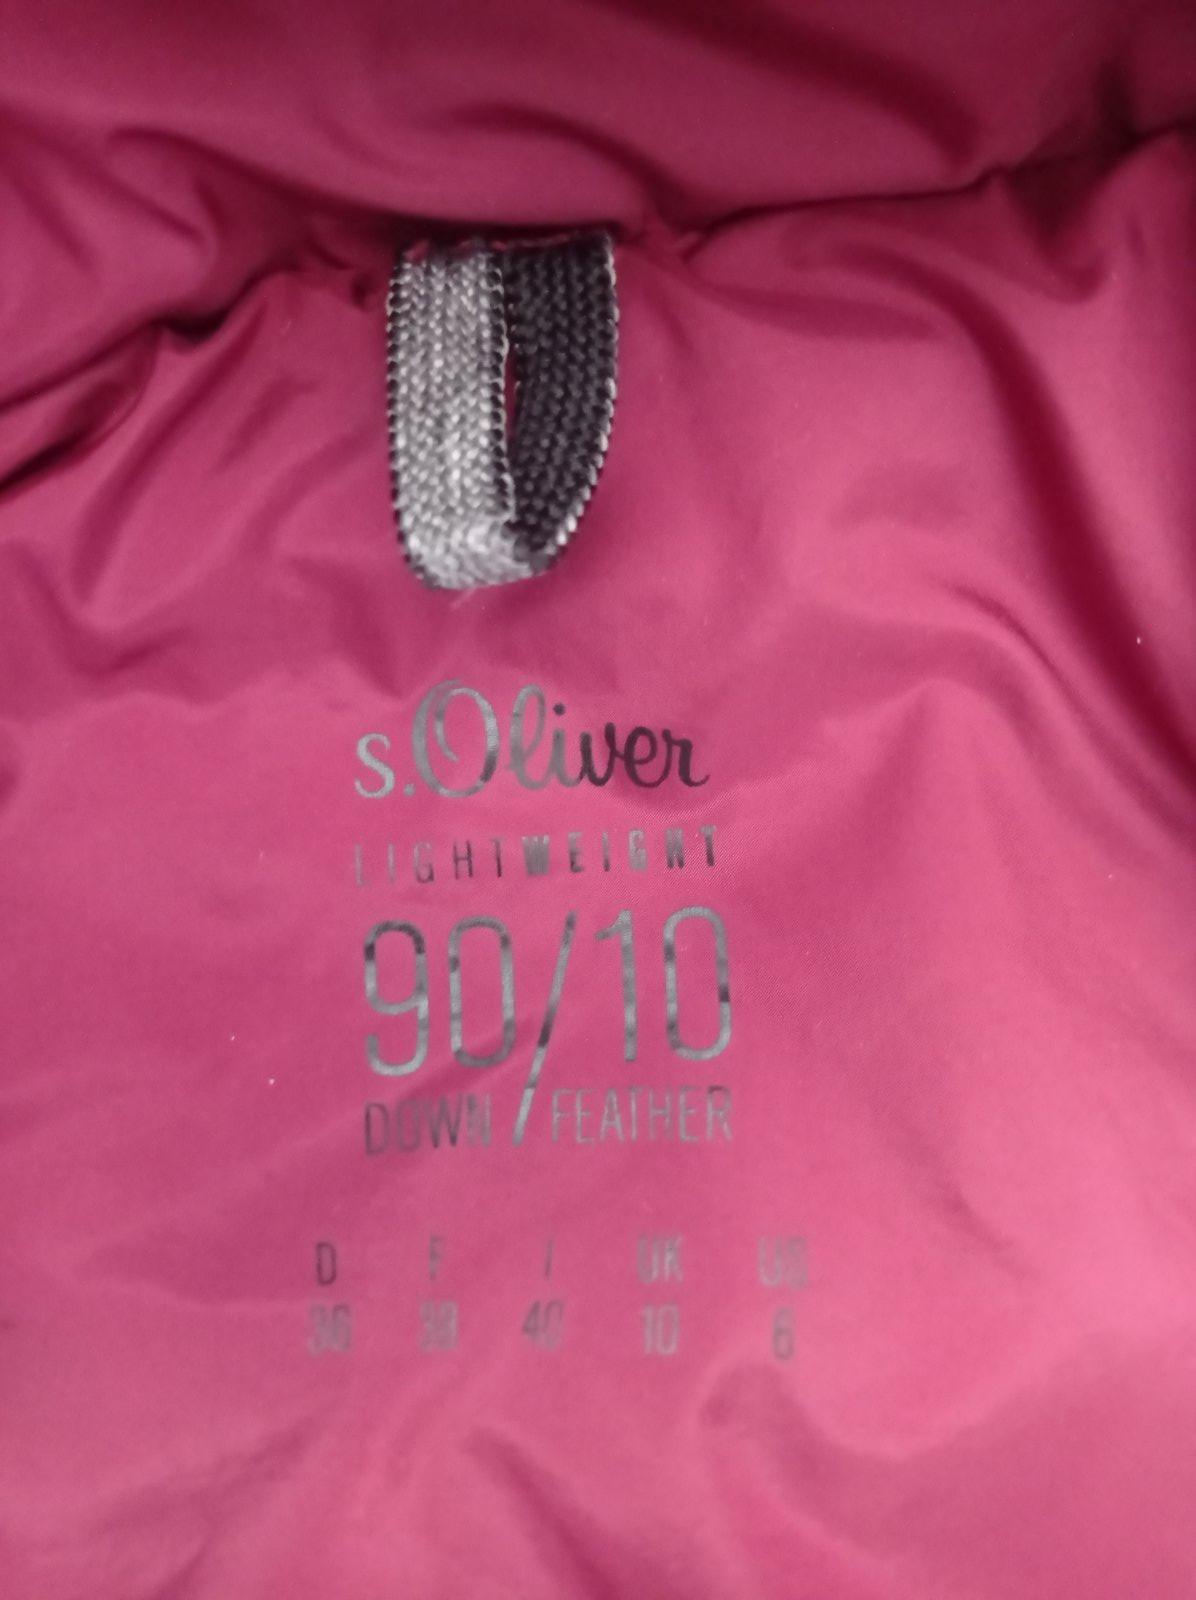 s.Oliver
LIGHTWEIGHT
90/10
DOWN/FEATHER
D F I UK US
36 38 40 10 6